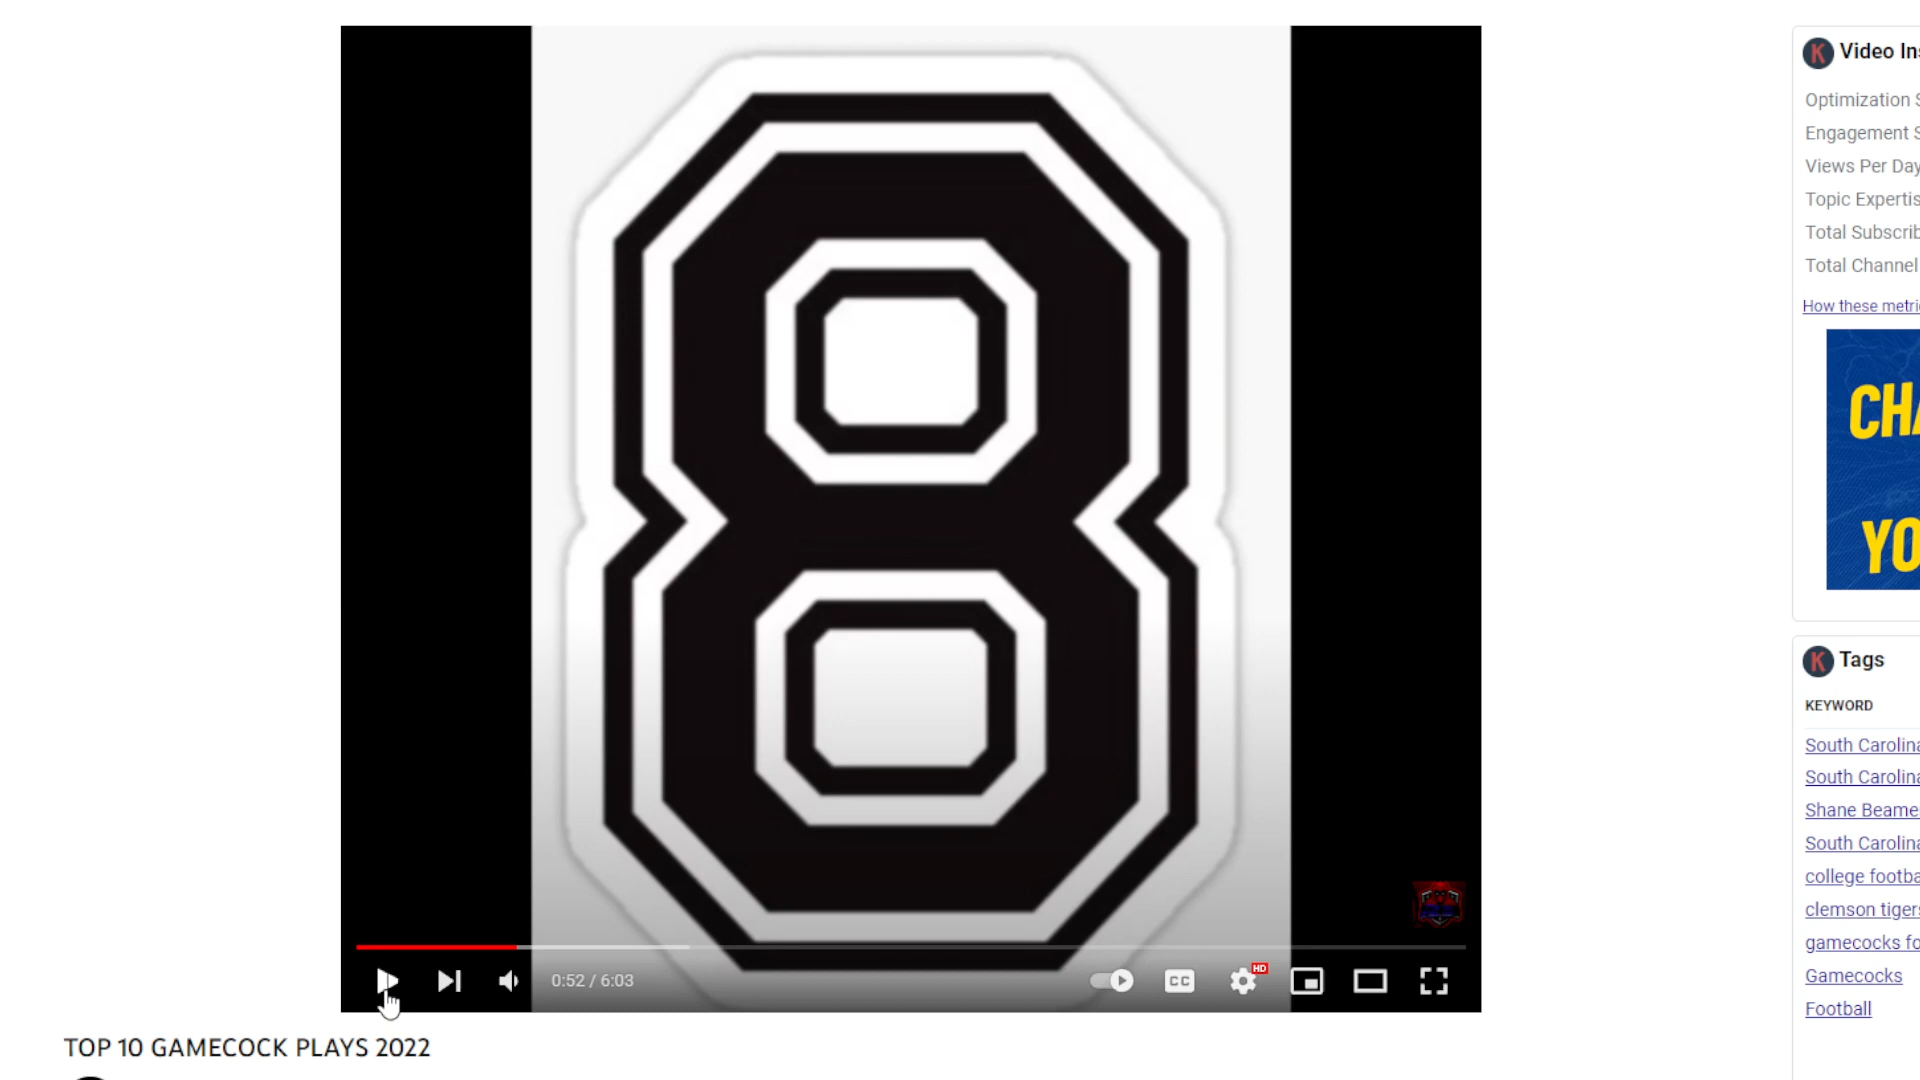 8
0:52 / 6:03
CC
HD
TOP 10 GAMECOCK PLAYS 2022
K Video In
Optimization S
Engagement S
Views Per Day
Topic Expertis
Total Subscrib
Total Channel
How these metri
CHA
YO
K Tags
KEYWORD
South Carolina
South Carolina
Shane Beame
South Carolina
college footba
clemson tigers
gamecocks fo
Gamecocks
Football